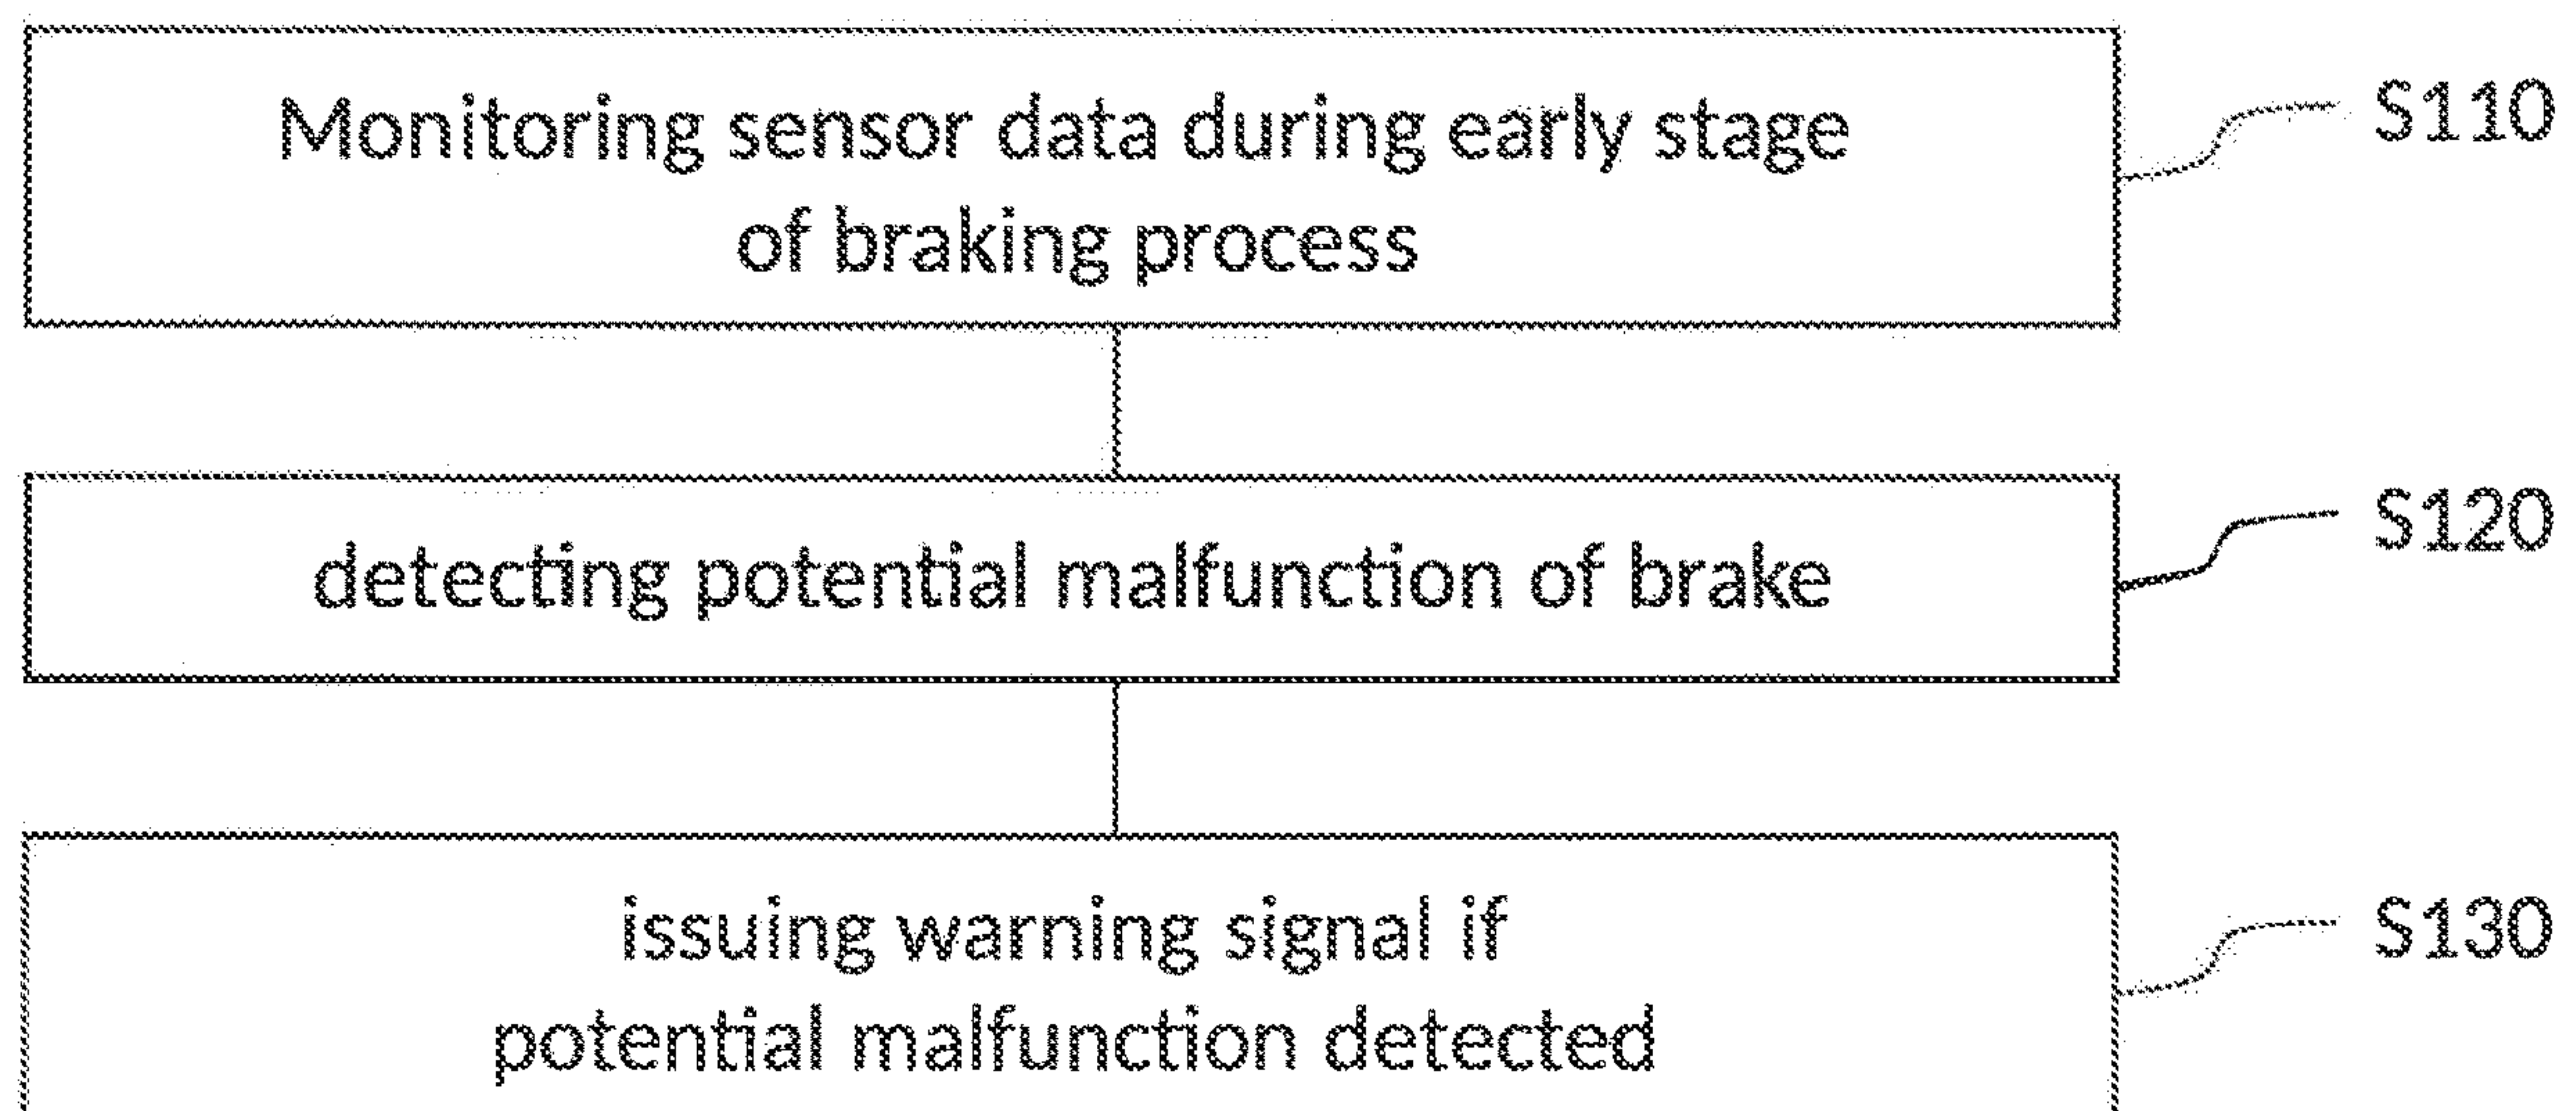 Monitoring sensor data during early stage
of braking process
S110
detecting potential malfunction of brake
S120
issuing warning signal if
potential malfunction detected
S130